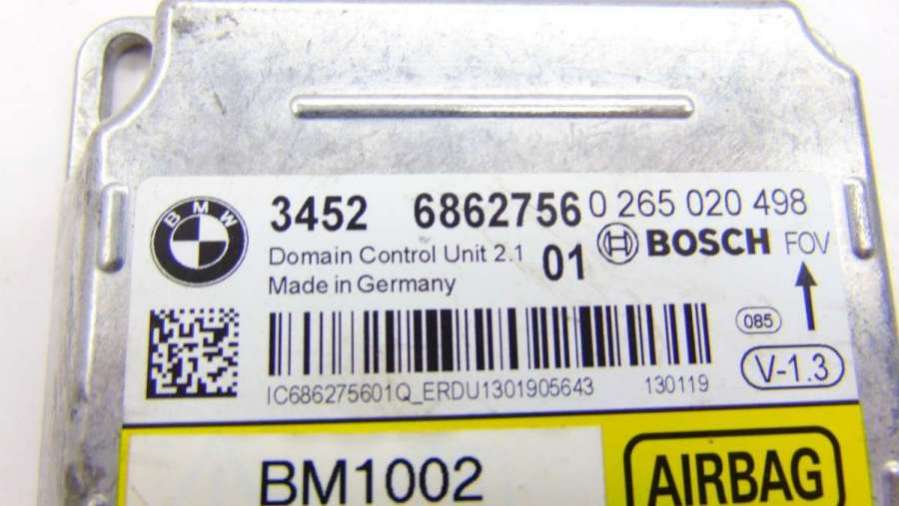 BMW
3452 6862756 0 265 020 498
Domain Control Unit 2.1 01 BOSCH FOV
Made in Germany
085
V-1.3
IC686275601Q_ERDU1301905643 130119
BM1002
AIRBAG